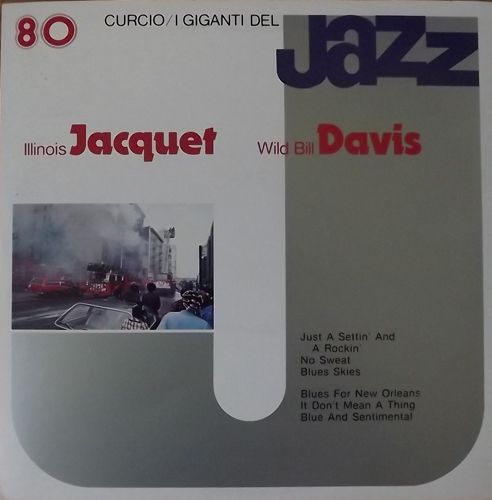 80
CURCIO/I GIGANTI DEL
Jazz
Illinois Jacquet
Wild Bill Davis
Just A Settin' And
A Rockin'
No Sweat
Blues Skies
Blues For New Orleans
It Don't Mean A Thing
Blue And Sentimental